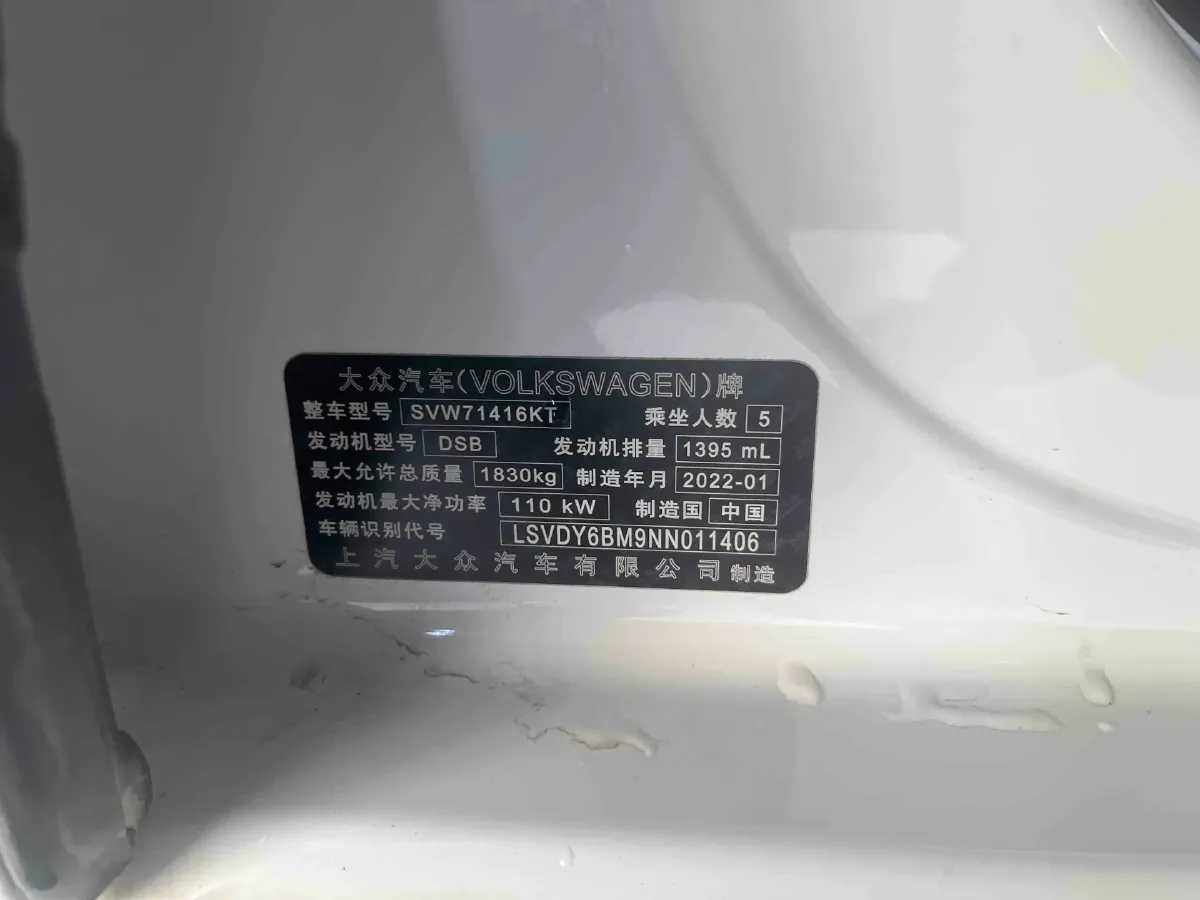 大众汽车(VOLKSWAGEN)牌
整车型号 SVW71416KT 乘坐人数 5
发动机型号 DSB 发动机排量 1395 mL
最大允许总质量 1830kg 制造年月 2022-01
发动机最大净功率 110 kW 制造国 中国
车辆识别代号 LSVDY6BM9NN011406
上汽大众汽车有限公司制造